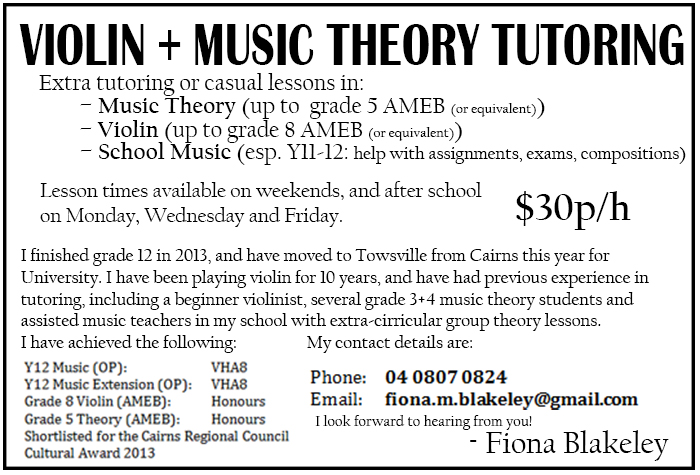 VIOLIN + MUSIC THEORY TUTORING
Extra tutoring or casual lessons in:
- Music Theory (up to grade 5 AMEB (or equivalent))
- Violin (up to grade 8 AMEB (or equivalent))
- School Music (esp. Y11-12: help with assignments, exams, compositions)
Lesson times available on weekends, and after school
on Monday, Wednesday and Friday.
$30p/h
I finished grade 12 in 2013, and have moved to Towsville from Cairns this year for
University. I have been playing violin for 10 years, and have had previous experience in
tutoring, including a beginner violinist, several grade 3+4 music theory students and
assisted music teachers in my school with extra-cirricular group theory lessons.
I have achieved the following:
Y12 Music (OP): VHA8
Y12 Music Extension (OP): VHA8
Grade 8 Violin (AMEB): Honours
Grade 5 Theory (AMEB): Honours
Shortlisted for the Cairns Regional Council
Cultural Award 2013
My contact details are:
Phone: 04 0807 0824
Email: fiona.m.blakeley@gmail.com
I look forward to hearing from you!
- Fiona Blakeley